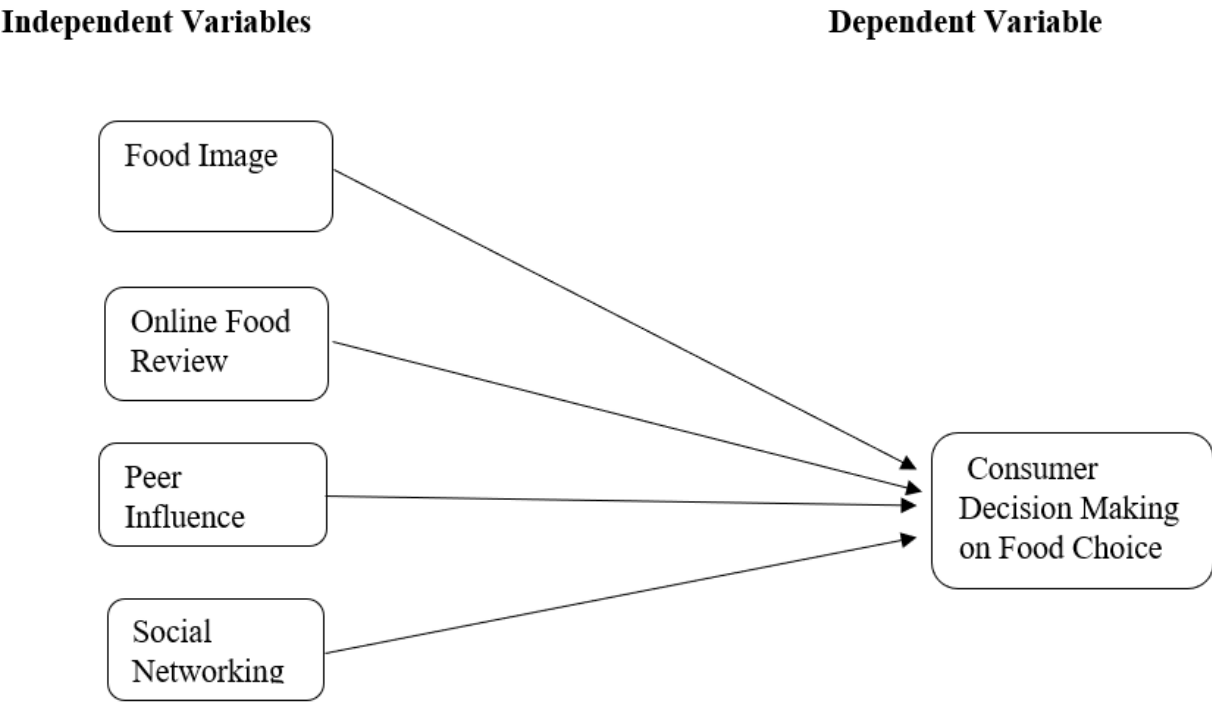 Independent Variables
Dependent Variable
Food Image
Online Food
Review
Peer
Influence
Social
Networking
Consumer
Decision Making
on Food Choice